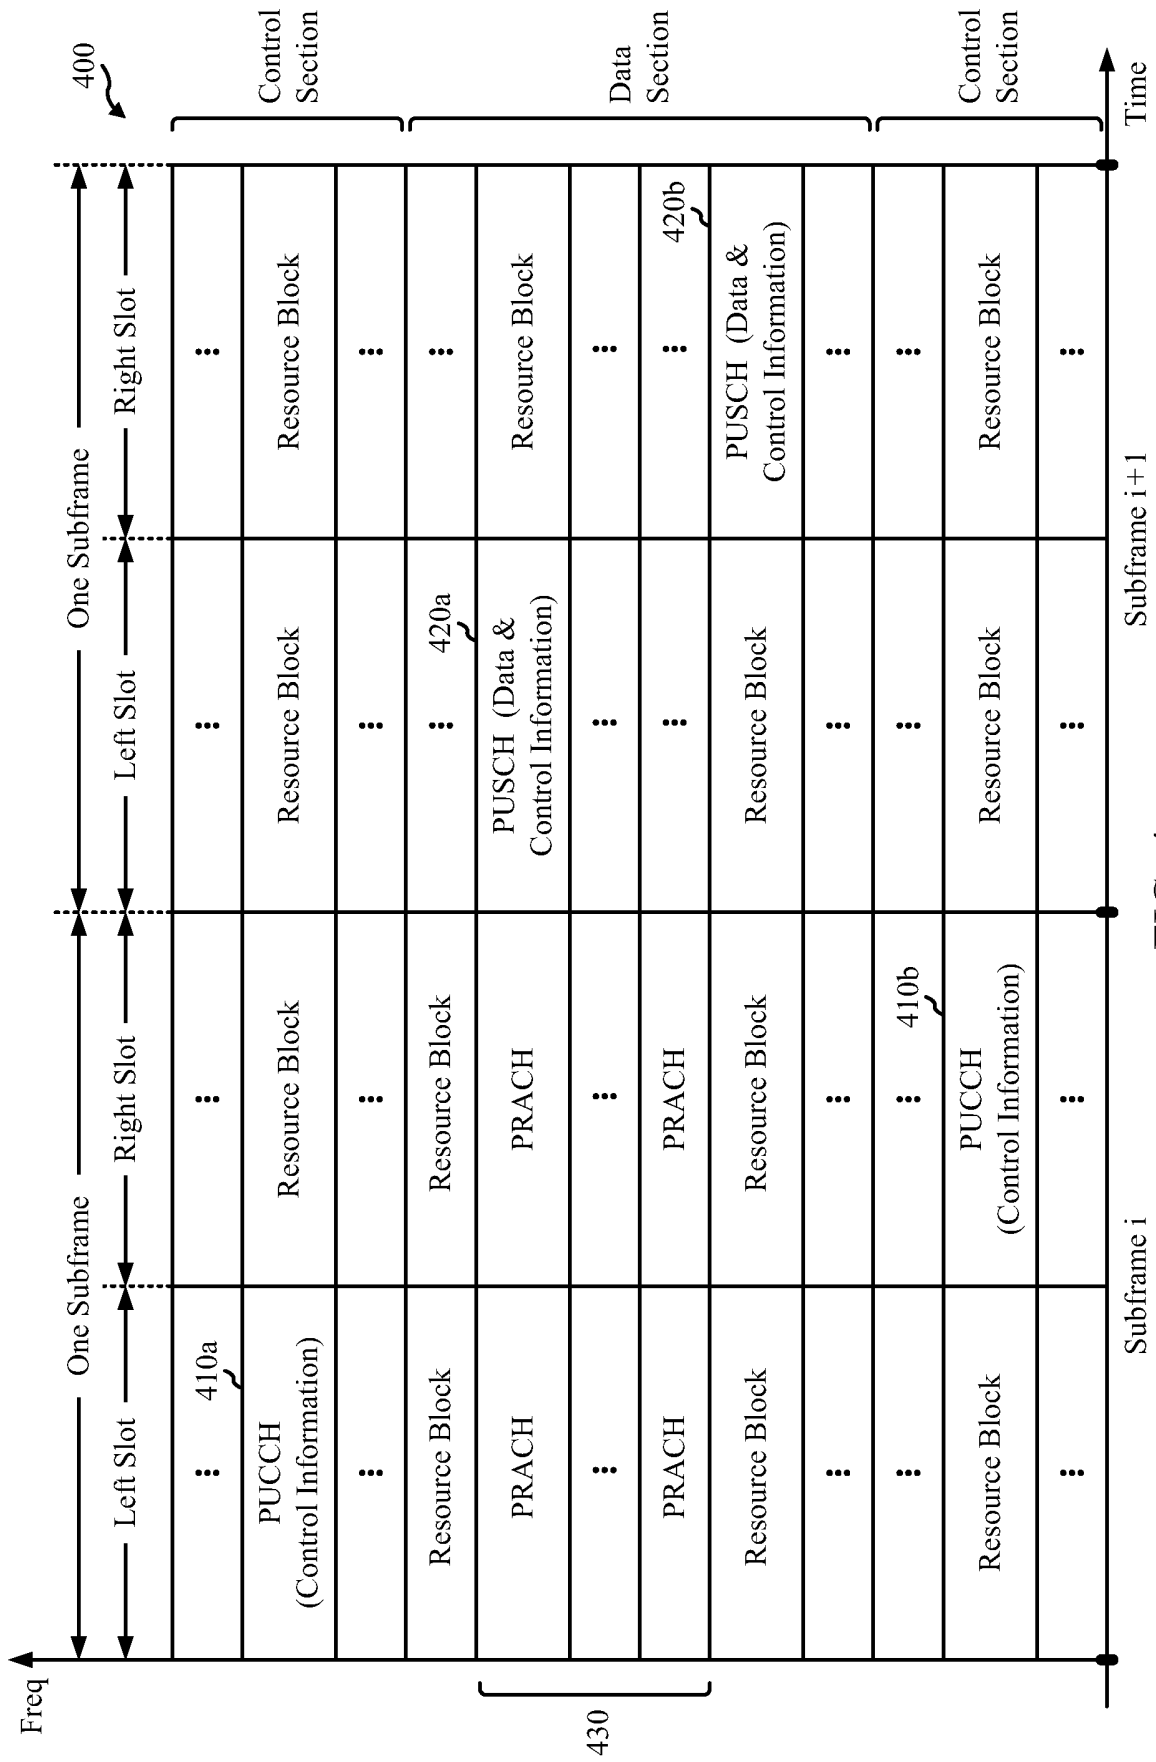 400
Freq
One Subframe
One Subframe
Left Slot
Right Slot
Left Slot
Right Slot
410a
PUCCH
(Control Information)
Resource Block
Resource Block
Resource Block
Control
Section
Resource Block
Resource Block
420a
430
PRACH
PRACH
PUSCH (Data &
Control Information)
Resource Block
Data
Section
PRACH
PRACH
420b
Resource Block
Resource Block
Resource Block
PUSCH (Data &
Control Information)
410b
Resource Block
PUCCH
(Control Information)
Resource Block
Resource Block
Control
Section
Subframe i
Subframe i+1
Time